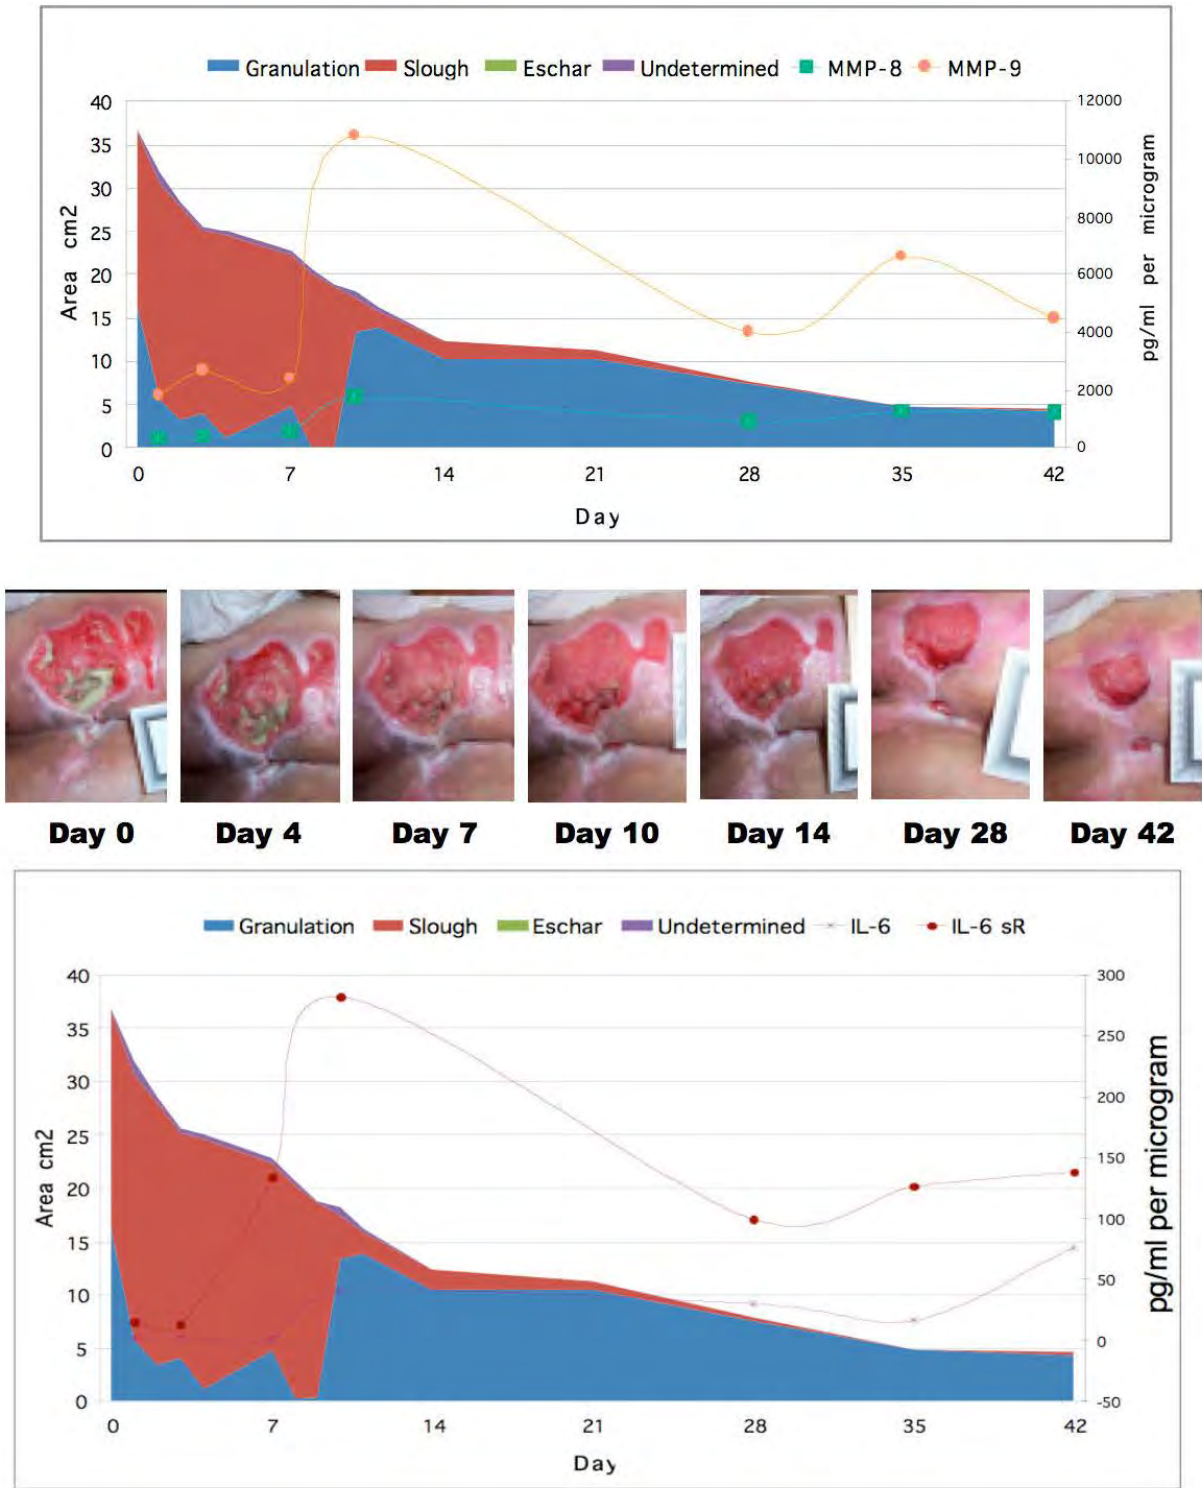 Granulation Slough Eschar Undetermined MMP-8 MMP-9
40 12000
35 10000
30 8000
25
20 6000
15 4000
10
5 2000
0 0
Area cm2
pg/ml per microgram
0 7 14 21 28 35 42
Day
Day 0 Day 4 Day 7 Day 10 Day 14 Day 28 Day 42
Granulation Slough Eschar Undetermined IL-6 IL-6 sR
40 300
35 250
30 200
25 150
20
15 100
10 50
5 0
0 -50
Area cm2
pg/ml per microgram
0 7 14 21 28 35 42
Day